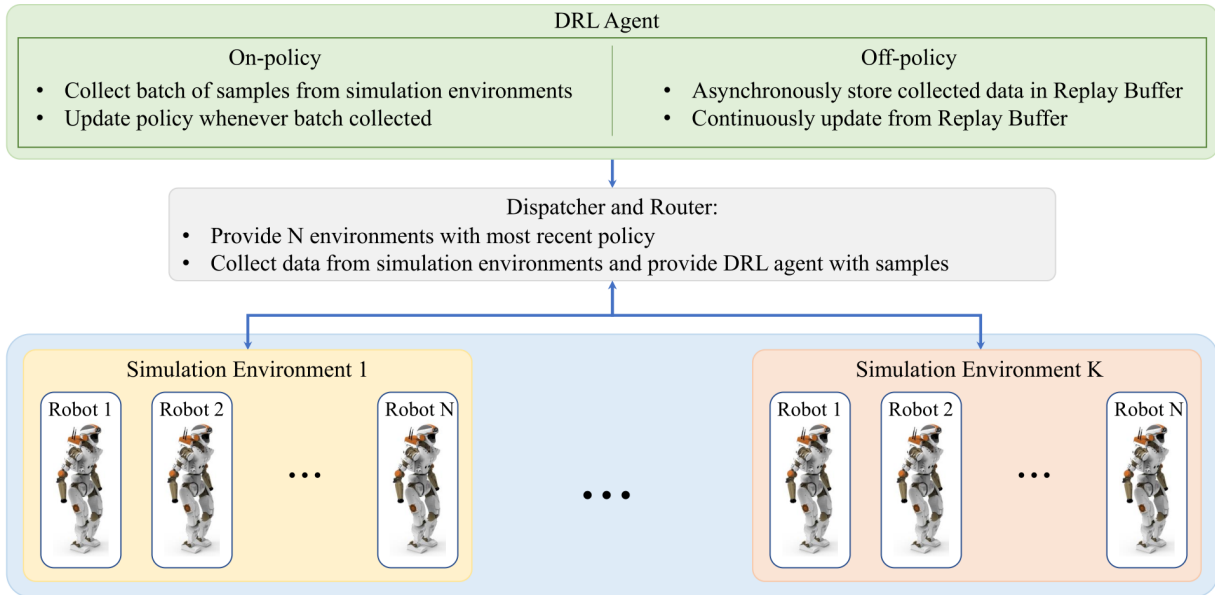 DRL Agent
On-policy
• Collect batch of samples from simulation environments
• Update policy whenever batch collected
Off-policy
• Asynchronously store collected data in Replay Buffer
• Continuously update from Replay Buffer
Dispatcher and Router:
• Provide N environments with most recent policy
• Collect data from simulation environments and provide DRL agent with samples
Simulation Environment 1
Robot 1
Robot 2
...
Robot N
...
Simulation Environment K
Robot 1
Robot 2
...
Robot N